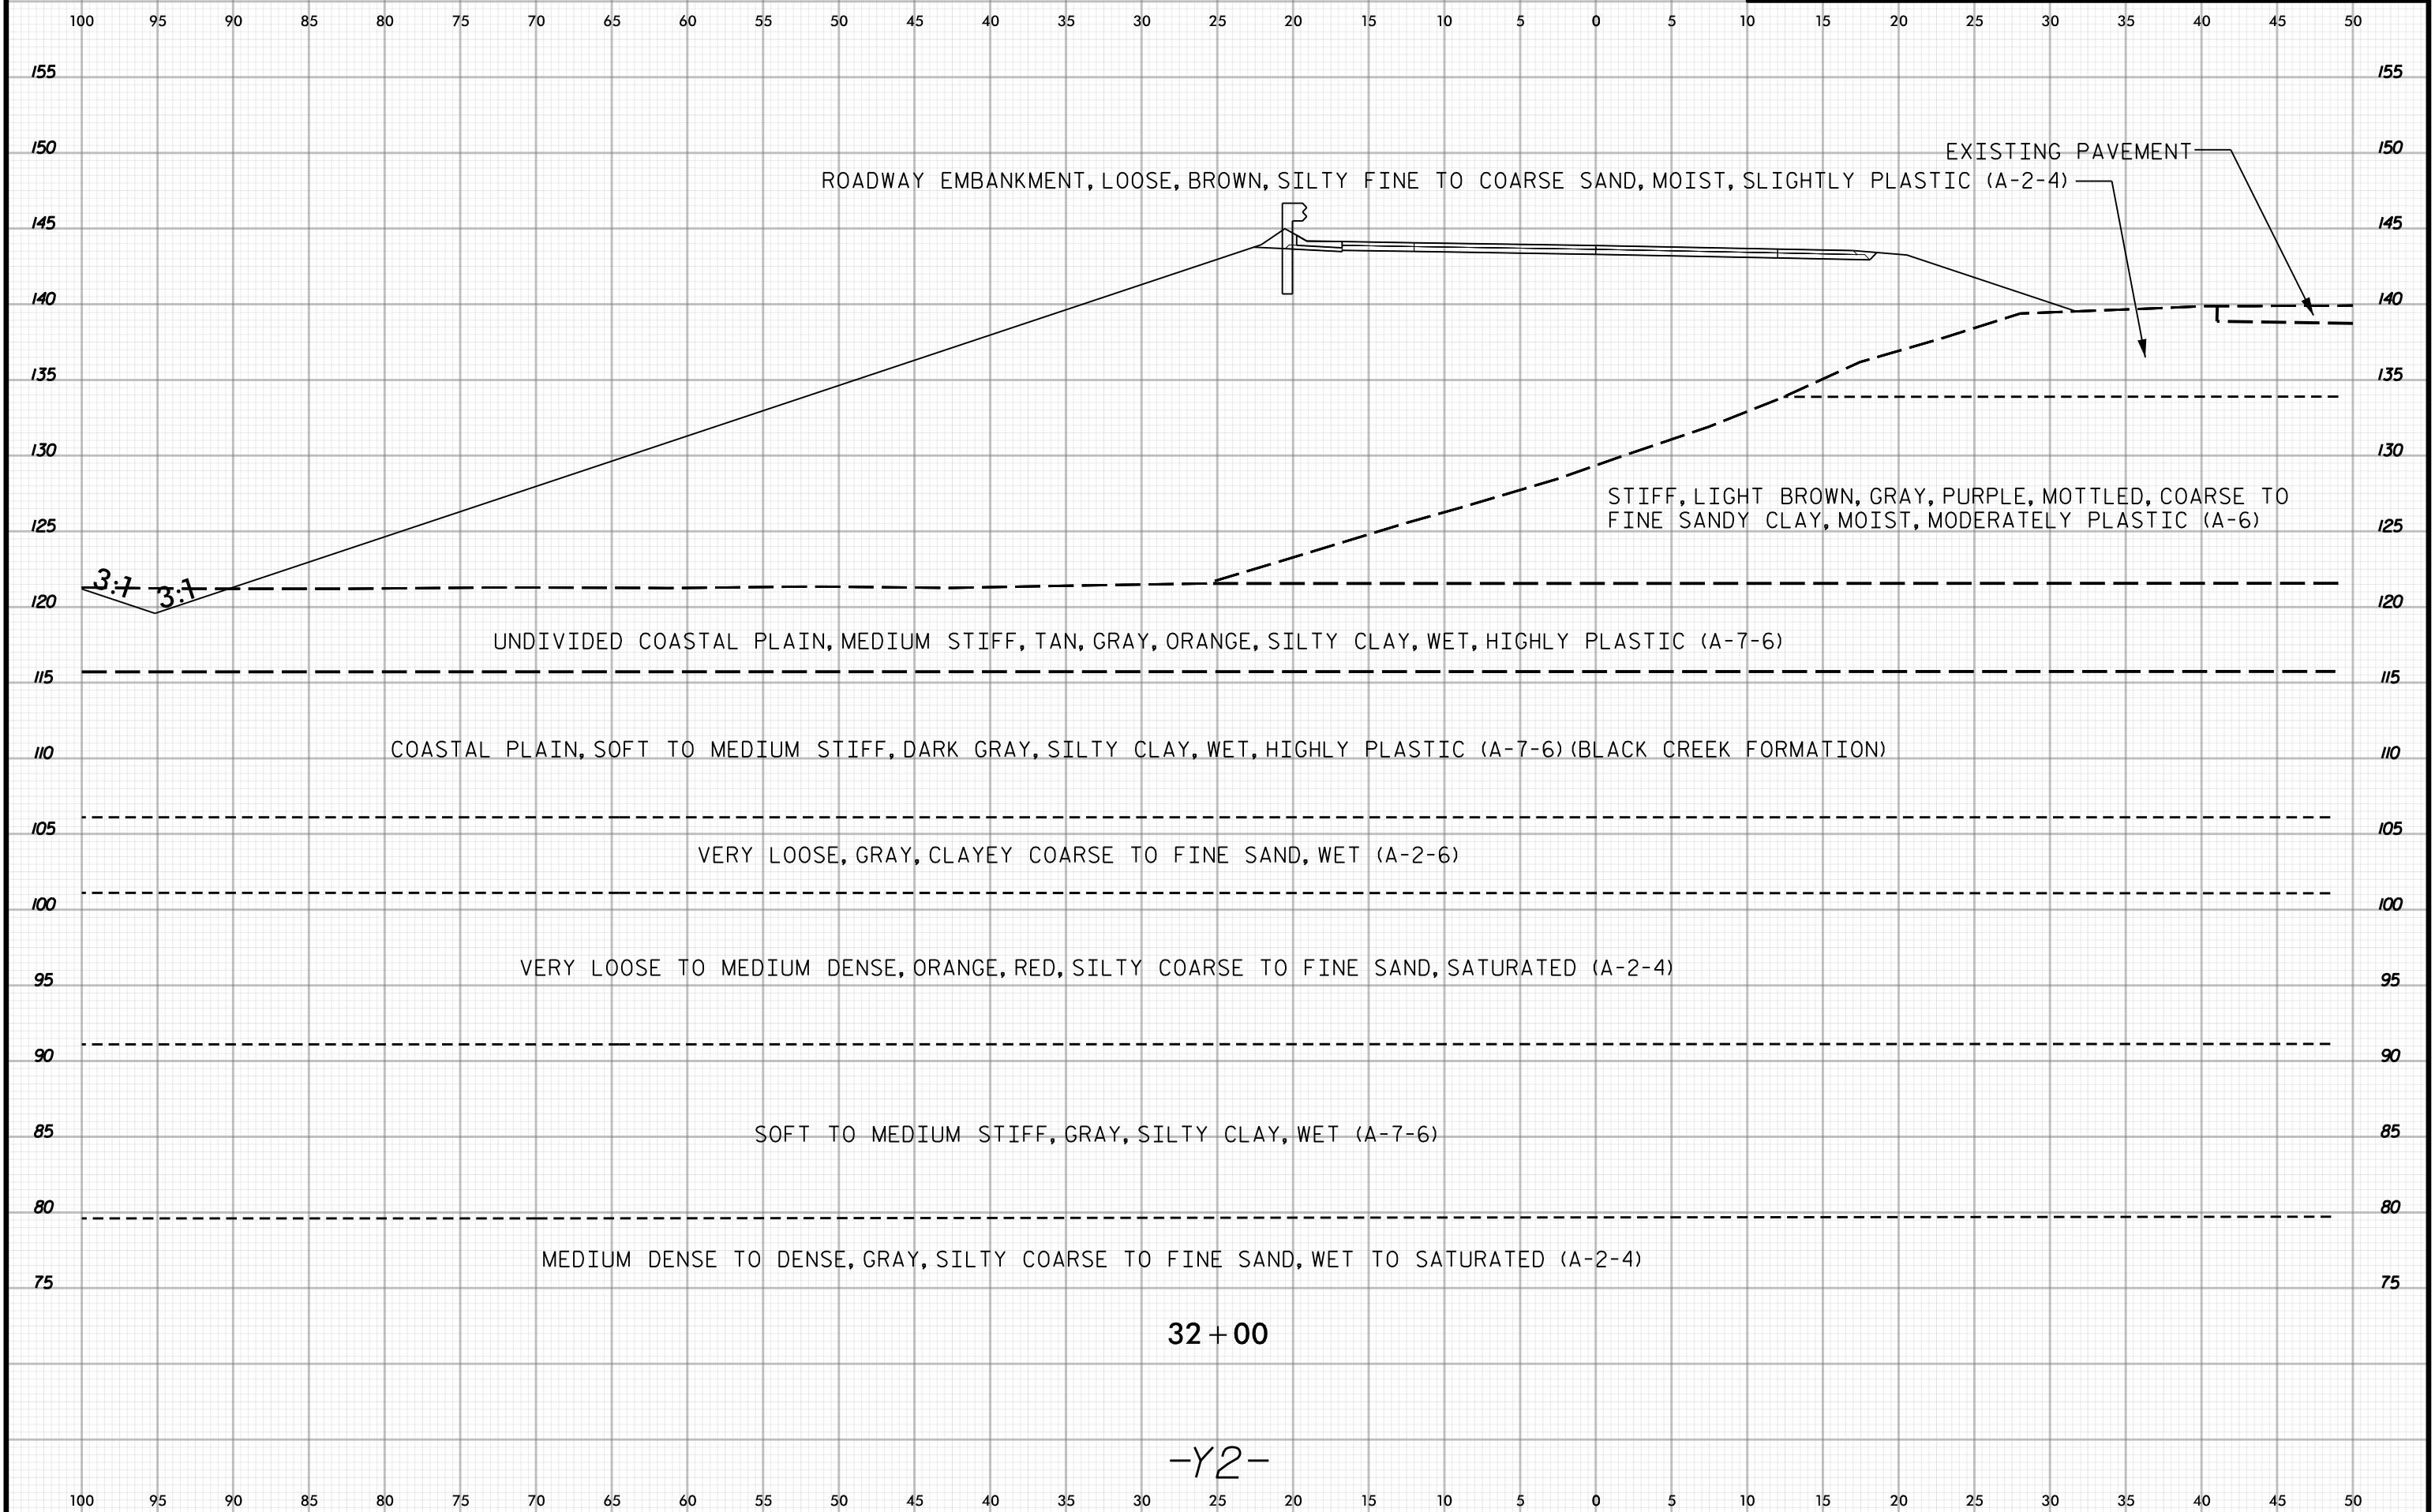 100 95 90 85 80 75 70 65 60 55 50 45 40 35 30 25 20 15 10 5 0 5 10 15 20 25 30 35 40 45 50
155 155
150 EXISTING PAVEMENT 150
ROADWAY EMBANKMENT, LOOSE, BROWN, SILTY FINE TO COARSE SAND, MOIST, SLIGHTLY PLASTIC (A-2-4)
145 145
140 140
135 135
130 130
STIFF, LIGHT BROWN, GRAY, PURPLE, MOTTLED, COARSE TO
FINE SANDY CLAY, MOIST, MODERATELY PLASTIC (A-6)
125 125
3:1 3:1
120 120
UNDIVIDED COASTAL PLAIN, MEDIUM STIFF, TAN, GRAY, ORANGE, SILTY CLAY, WET, HIGHLY PLASTIC (A-7-6)
115 115
110 COASTAL PLAIN, SOFT TO MEDIUM STIFF, DARK GRAY, SILTY CLAY, WET, HIGHLY PLASTIC (A-7-6) (BLACK CREEK FORMATION) 110
105 105
VERY LOOSE, GRAY, CLAYEY COARSE TO FINE SAND, WET (A-2-6)
100 100
VERY LOOSE TO MEDIUM DENSE, ORANGE, RED, SILTY COARSE TO FINE SAND, SATURATED (A-2-4)
95 95
90 90
85 SOFT TO MEDIUM STIFF, GRAY, SILTY CLAY, WET (A-7-6) 85
80 80
MEDIUM DENSE TO DENSE, GRAY, SILTY COARSE TO FINE SAND, WET TO SATURATED (A-2-4)
75 75
32+00
-Y2-
100 95 90 85 80 75 70 65 60 55 50 45 40 35 30 25 20 15 10 5 0 5 10 15 20 25 30 35 40 45 50